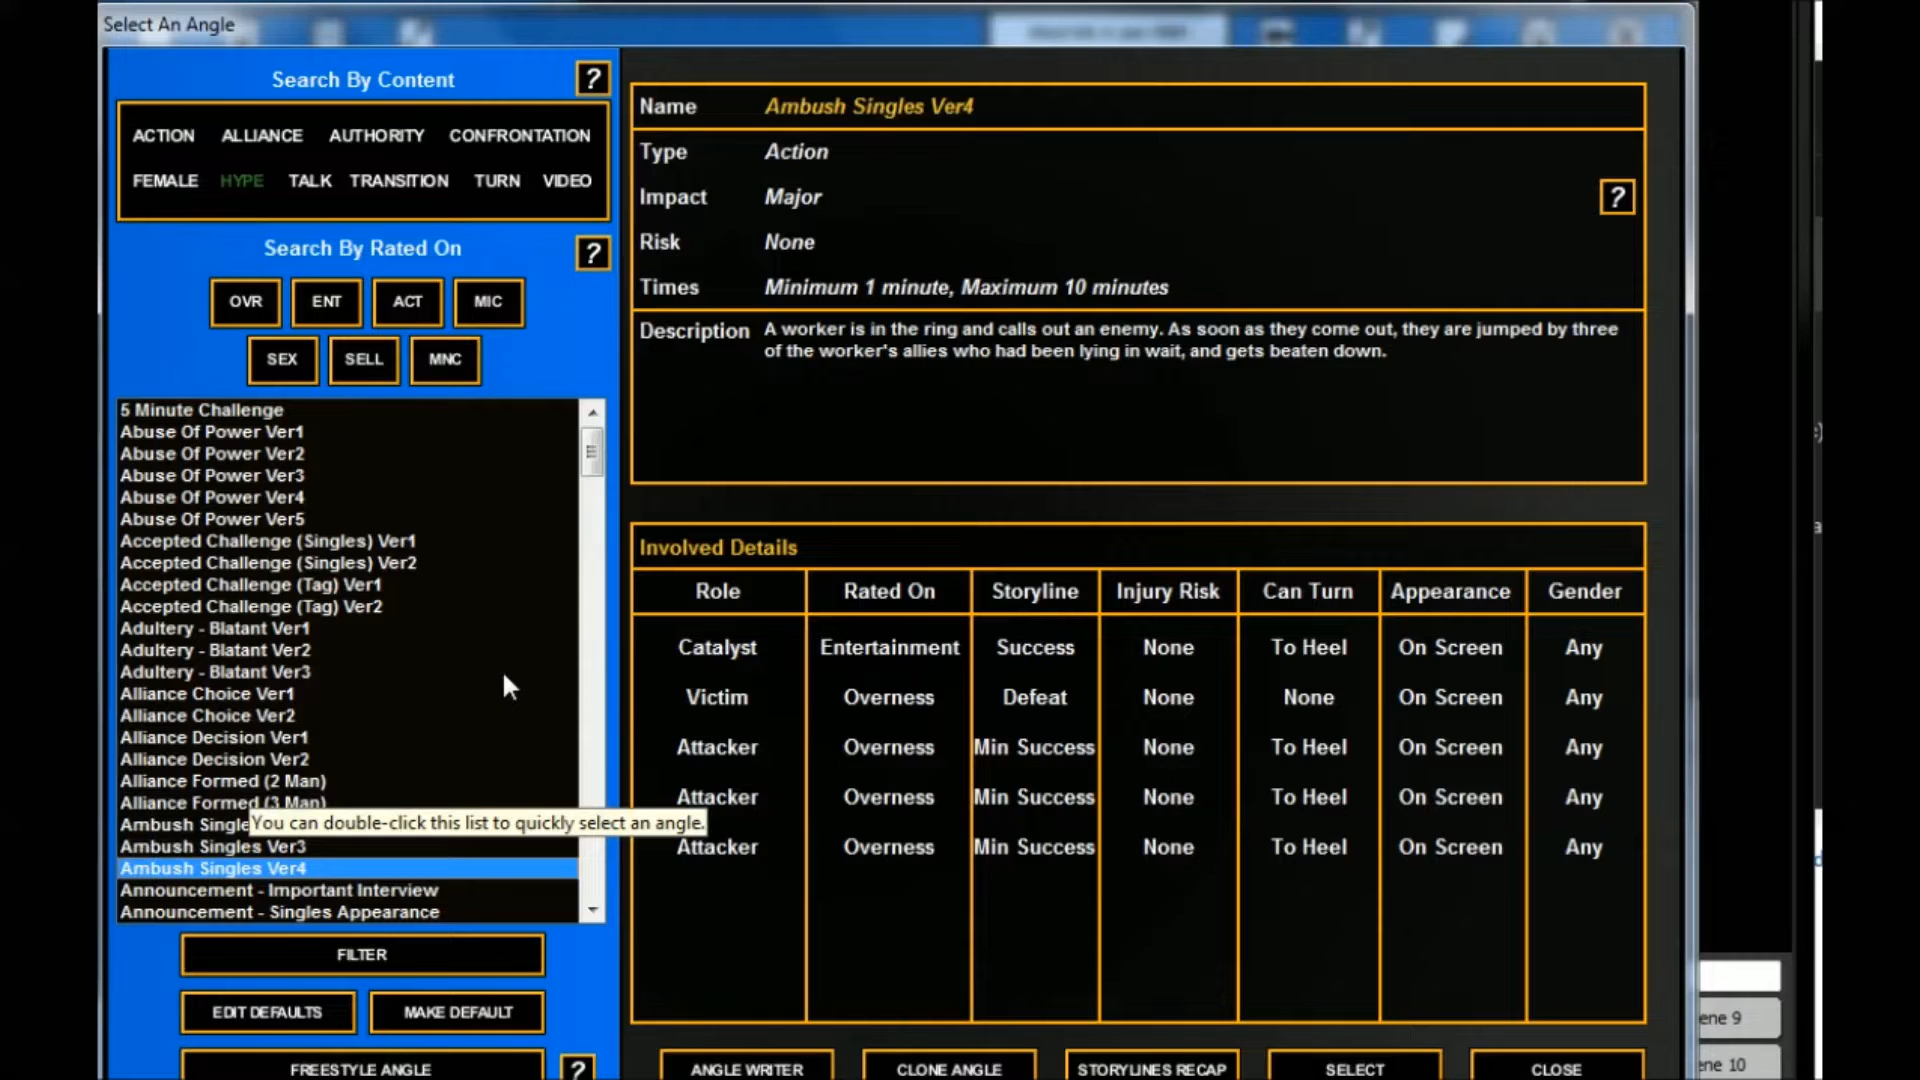 Select An Angle
Search By Content
?
ACTION ALLIANCE AUTHORITY CONFRONTATION
FEMALE HYPE TALK TRANSITION TURN VIDEO
Search By Rated On
?
OVR ENT ACT MIC
SEX SELL MNC
5 Minute Challenge
Abuse Of Power Ver1
Abuse Of Power Ver2
Abuse Of Power Ver3
Abuse Of Power Ver4
Abuse Of Power Ver5
Accepted Challenge (Singles) Ver1
Accepted Challenge (Singles) Ver2
Accepted Challenge (Tag) Ver1
Accepted Challenge (Tag) Ver2
Adultery - Blatant Ver1
Adultery - Blatant Ver2
Adultery - Blatant Ver3
Alliance Choice Ver1
Alliance Choice Ver2
Alliance Decision Ver1
Alliance Decision Ver2
Alliance Formed (2 Man)
Alliance Formed (3 Man)
Ambush Single
You can double-click this list to quickly select an angle.
Ambush Singles Ver3
Ambush Singles Ver4
Announcement - Important Interview
Announcement - Singles Appearance
FILTER
EDIT DEFAULTS MAKE DEFAULT
FREESTYLE ANGLE ?
Name Ambush Singles Ver4
Type Action
Impact Major
?
Risk None
Times Minimum 1 minute, Maximum 10 minutes
Description A worker is in the ring and calls out an enemy. As soon as they come out, they are jumped by three
of the worker's allies who had been lying in wait, and gets beaten down.
Involved Details
Role Rated On Storyline Injury Risk Can Turn Appearance Gender
Catalyst Entertainment Success None To Heel On Screen Any
Victim Overness Defeat None None On Screen Any
Attacker Overness Min Success None To Heel On Screen Any
Attacker Overness Min Success None To Heel On Screen Any
Attacker Overness Min Success None To Heel On Screen Any
ANGLE WRITER CLONE ANGLE STORYLINES RECAP SELECT CLOSE
ene 9
ene 10